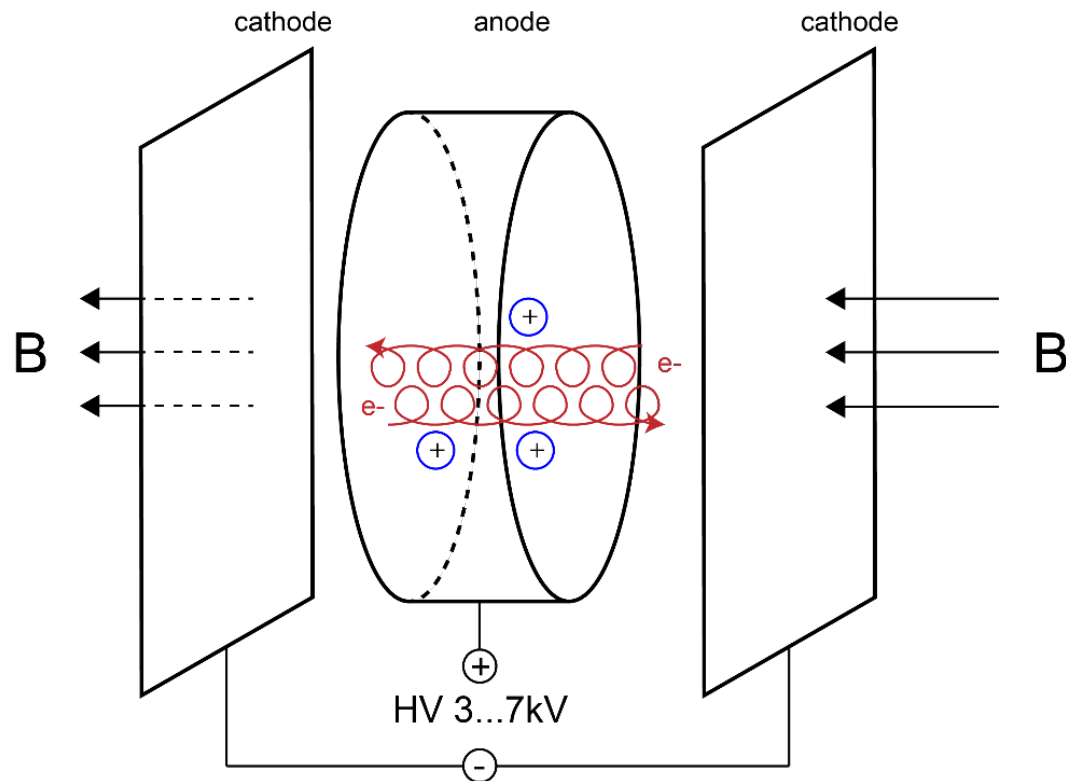 cathode
anode
cathode
B
B
+
e-
e-
+
+
+
HV 3...7kV
-